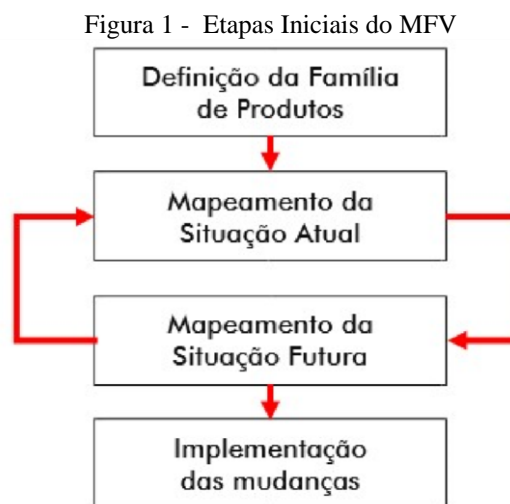 Figura 1 - Etapas Iniciais do MFV
Definição da Família
de Produtos
Mapeamento da
Situação Atual
Mapeamento da
Situação Futura
Implementação
das mudanças